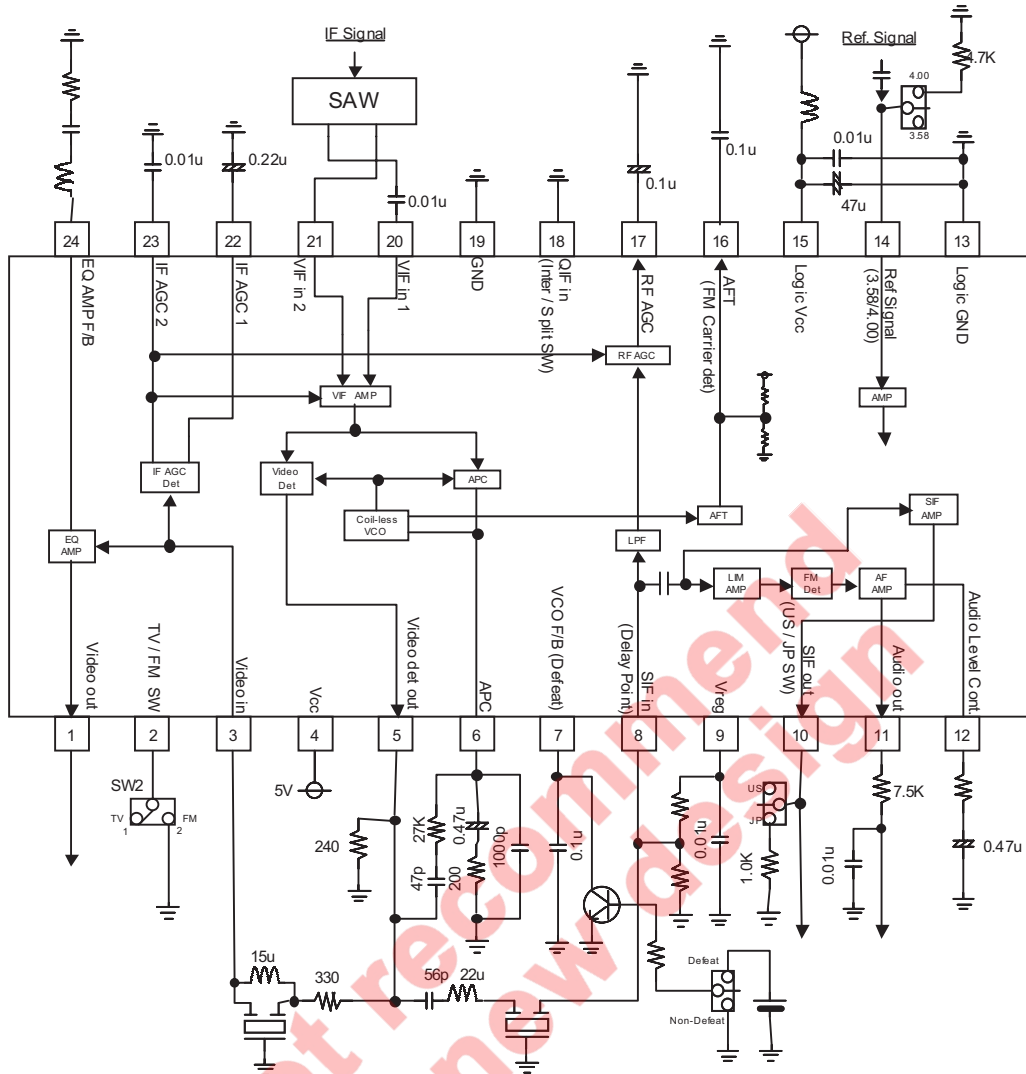 IF Signal
Ref. Signal
SAW
4.7K
4.00
3.58
0.01u
0.22u
0.01u
0.1u
0.1u
0.01u
47u
24
23
22
21
20
19
18
17
16
15
14
13
EQ AMP F/B
IF AGC 2
IF AGC 1
VIF in 2
VIF in 1
GND
QIF in
(Inter / Split SW)
RF AGC
AFT
(FM Carrier det)
Logic Vcc
Ref Signal
(3.58/4.00)
Logic GND
RF AGC
VIF AMP
AMP
IF AGC
Det
Video
Det
APC
Coil-less
VCO
AFT
SIF
AMP
EQ
AMP
LPF
LIM
AMP
FM
Det
AF
AMP
Video out
TV / FM SW
Video in
Vcc
Video det out
APC
VCO F/B (Defeat)
(Delay Point)
SIF in
Vreg
(US / JP SW)
SIF out
Audio out
Audio Level Cont.
1
2
3
4
5
6
7
8
9
10
11
12
SW2
TV
1
FM
2
5V
240
27K
47p
0.47u
200
1000p
0.1u
0.01u
US
JP
1.0K
7.5K
0.01u
0.47u
15u
330
56p
22u
Defeat
Non-Defeat
not recommend
new design